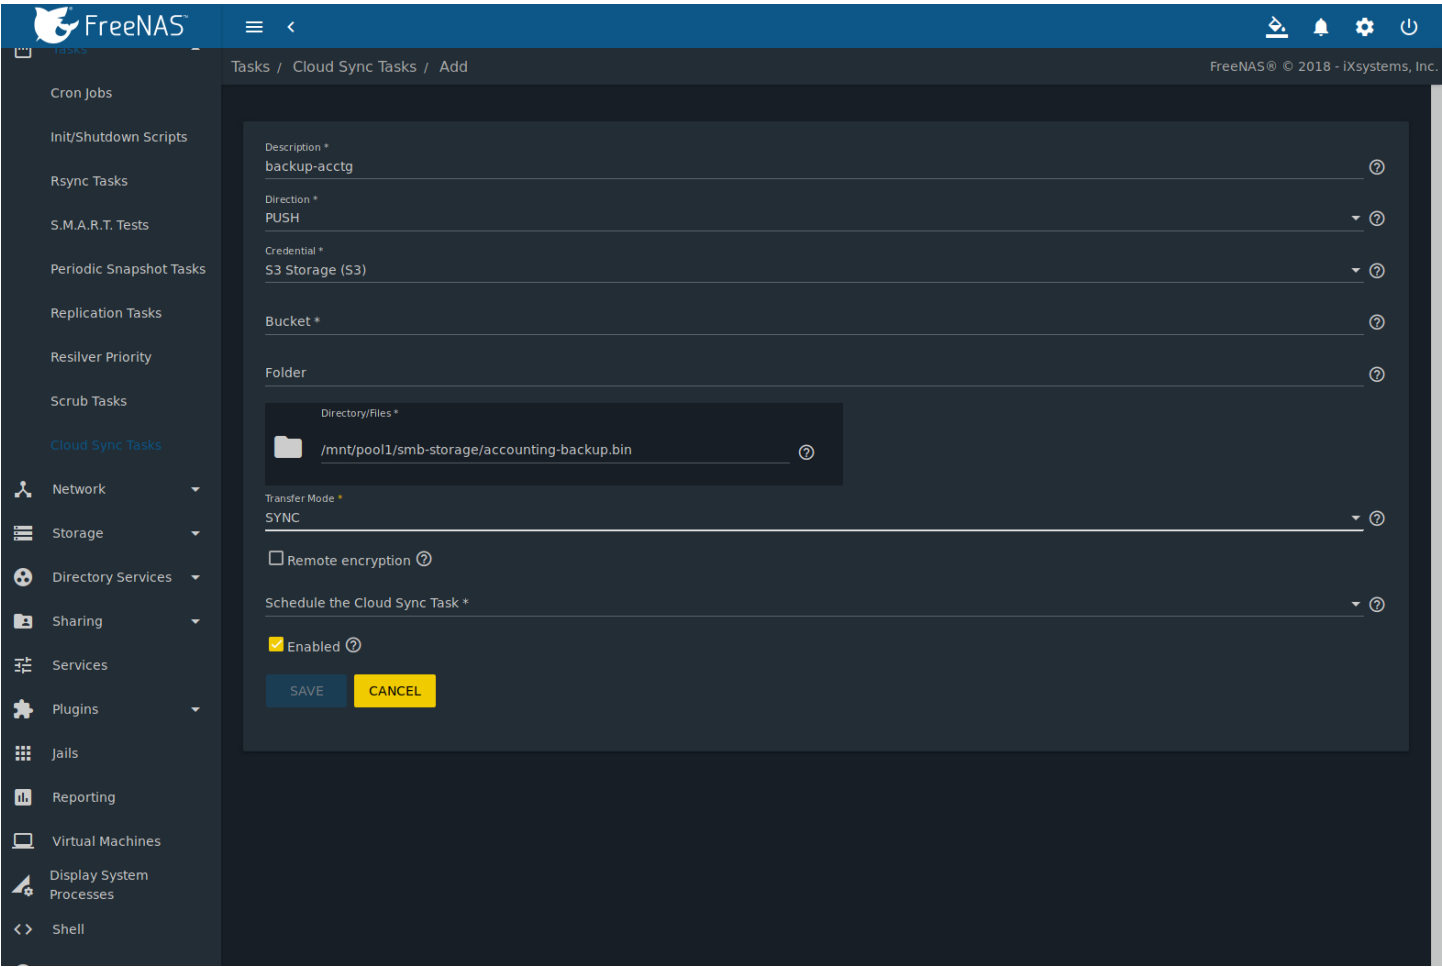 FreeNAS™
Tasks
Tasks / Cloud Sync Tasks / Add
FreeNAS® © 2018 - iXsystems, Inc.
Cron Jobs
Init/Shutdown Scripts
Rsync Tasks
S.M.A.R.T. Tests
Periodic Snapshot Tasks
Replication Tasks
Resilver Priority
Scrub Tasks
Cloud Sync Tasks
Network
Storage
Directory Services
Sharing
Services
Plugins
Jails
Reporting
Virtual Machines
Display System
Processes
Shell
Description *
backup-acctg
Direction *
PUSH
Credential *
S3 Storage (S3)
Bucket *
Folder
Directory/Files *
/mnt/pool1/smb-storage/accounting-backup.bin
Transfer Mode *
SYNC
Remote encryption
Schedule the Cloud Sync Task *
Enabled
SAVE
CANCEL